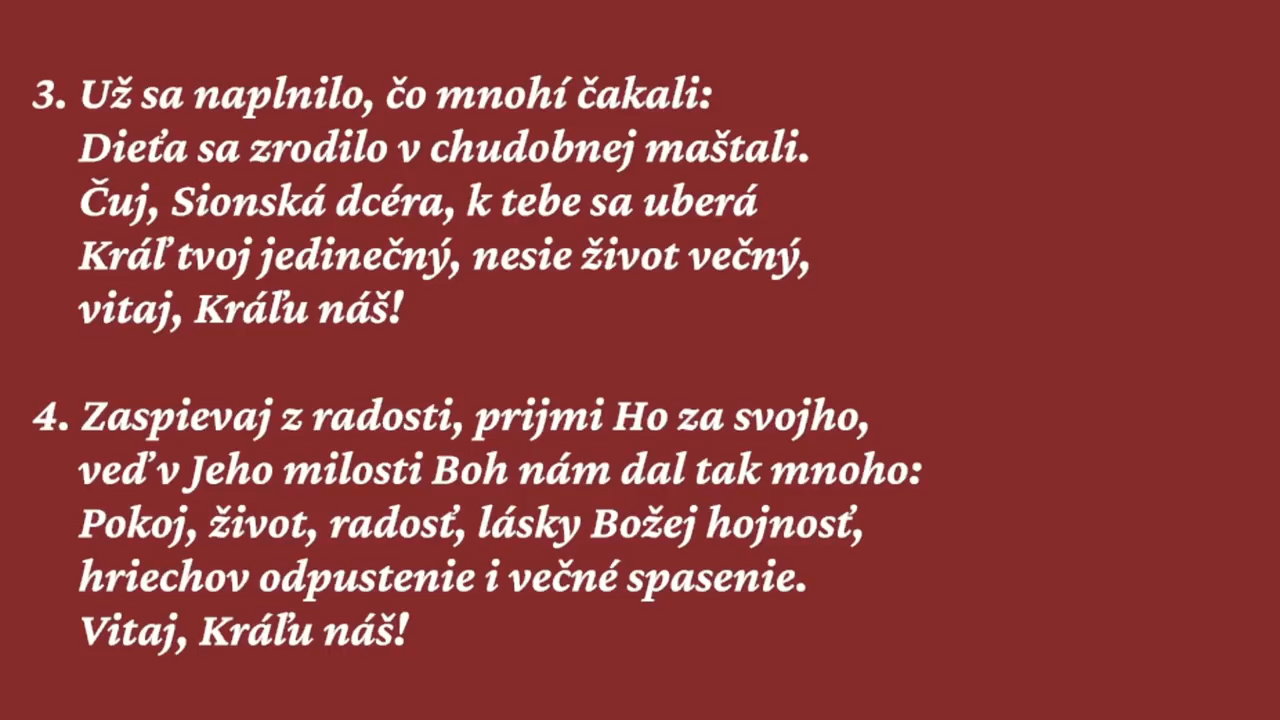 3. Už sa naplnilo, čo mnohí čakali:
Dieťa sa zrodilo v chudobnej maštali.
Čuj, Sionská dcéra, k tebe sa uberá
Kráľ tvoj jedinečný, nesie život večný,
vitaj, Kráľu náš!
4. Zaspievaj z radosti, prijmi Ho za svojho,
veď v Jeho milosti Boh nám dal tak mnoho:
Pokoj, život, radosť, lásky Božej hojnosť,
hriechov odpustenie i večné spasenie.
Vitaj, Kráľu náš!